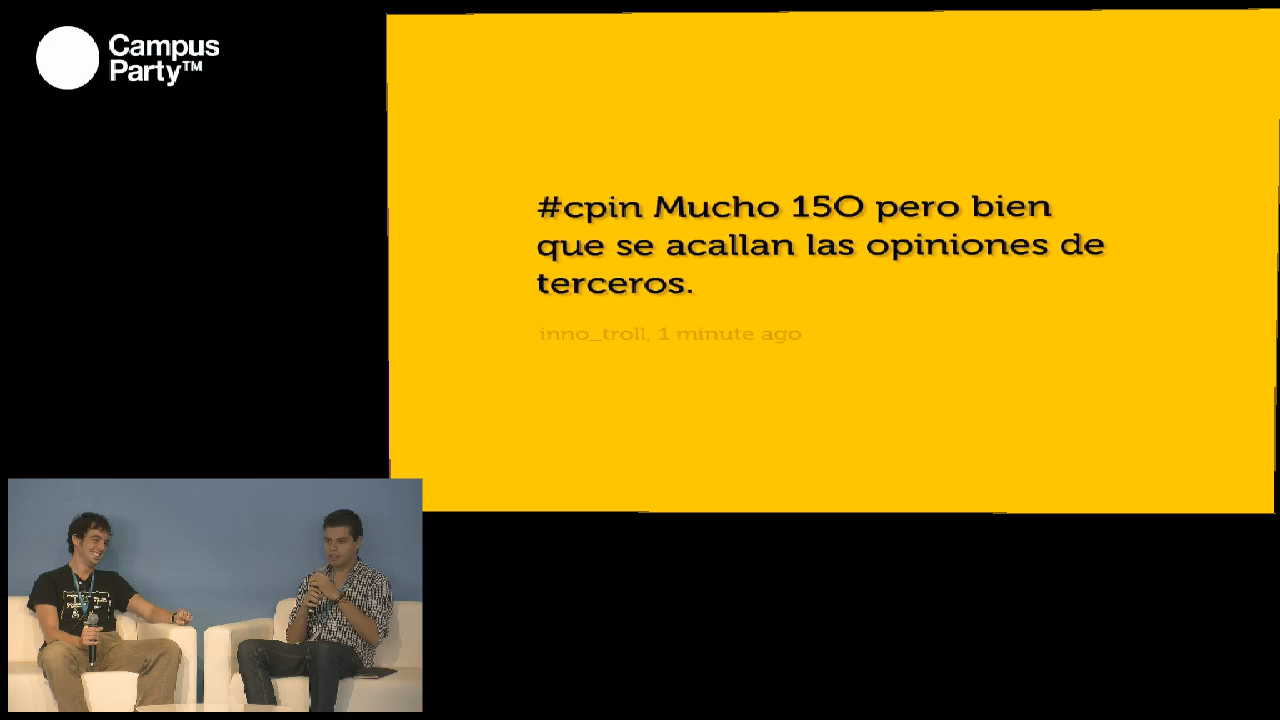 Campus
Party™
#cpin Mucho 15O pero bien
que se acallan las opiniones de
terceros.
inno_troll, 1 minute ago